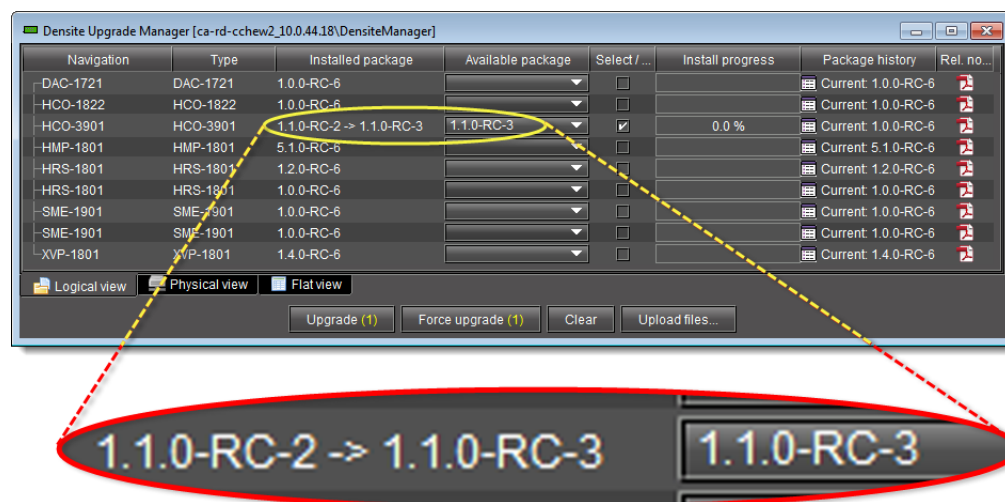 Densite Upgrade Manager [ca-rd-cchew2_10.0.44.18\DensiteManager]
Navigation Type Installed package Available package Select /... Install progress Package history Rel. no...
DAC-1721 DAC-1721 1.0.0-RC-6 Current: 1.0.0-RC-6
HCO-1822 HCO-1822 1.0.0-RC-6 Current: 1.0.0-RC-6
HCO-3901 HCO-3901 1.1.0-RC-2 -> 1.1.0-RC-3 1.1.0-RC-3 0.0 % Current: 1.0.0-RC-6
HMP-1801 HMP-1801 5.1.0-RC-6 Current: 5.1.0-RC-6
HRS-1801 HRS-1801 1.2.0-RC-6 Current: 1.2.0-RC-6
HRS-1801 HRS-1801 1.0.0-RC-6 Current: 1.0.0-RC-6
SME-1901 SME-1901 1.0.0-RC-6 Current: 1.0.0-RC-6
SME-1901 SME-1901 1.0.0-RC-6 Current: 1.0.0-RC-6
XVP-1801 XVP-1801 1.4.0-RC-6 Current: 1.4.0-RC-6
Logical view Physical view Flat view
Upgrade (1) Force upgrade (1) Clear Upload files...
1.1.0-RC-2 -> 1.1.0-RC-3 1.1.0-RC-3